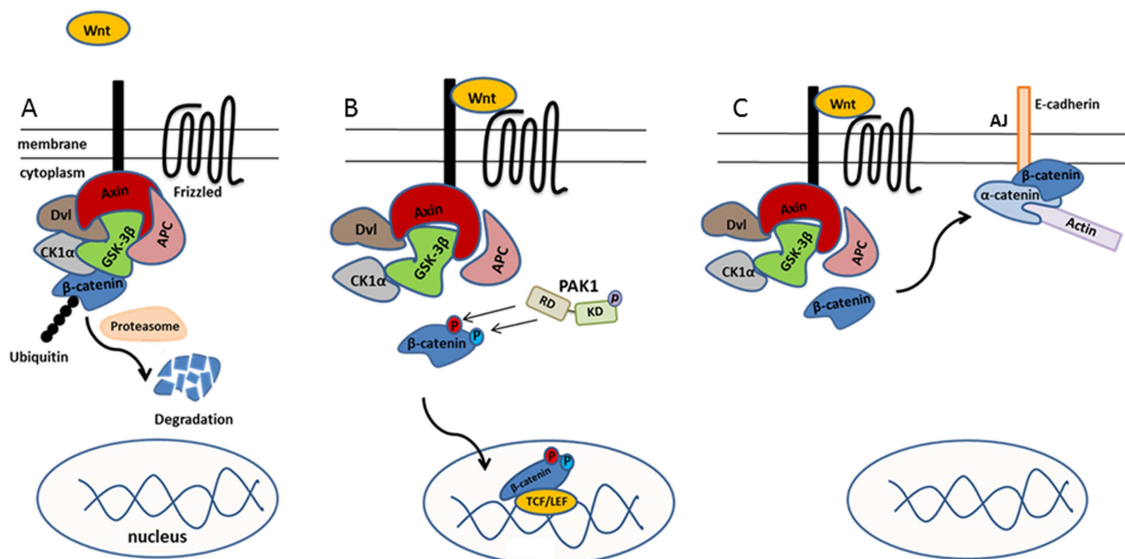 Wnt
A
membrane
cytoplasm
Frizzled
Axin
Dvl
GSK-3β
APC
CK1α
β-catenin
Proteasome
Ubiquitin
Degradation
nucleus
B
Wnt
Axin
Dvl
GSK-3β
APC
CK1α
PAK1
RD
KD
p
P
P
β-catenin
P
P
β-catenin
TCF/LEF
C
Wnt
E-cadherin
AJ
β-catenin
α-catenin
Actin
Axin
Dvl
GSK-3β
APC
CK1α
β-catenin